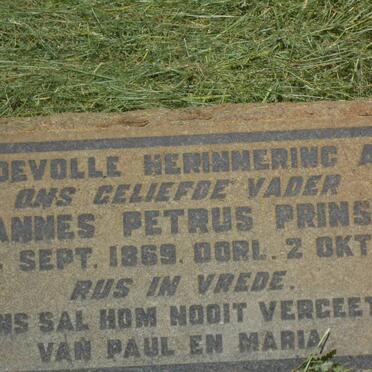 DEVOLLE HERINNERING A
ONS GELIEFDE VADER
ANNES PETRUS PRINS
SEPT. 1869. OORL. 2 OKT
RUS IN VREDE.
NS SAL HOM NOOIT VERGEET
VAN PAUL EN MARIA.